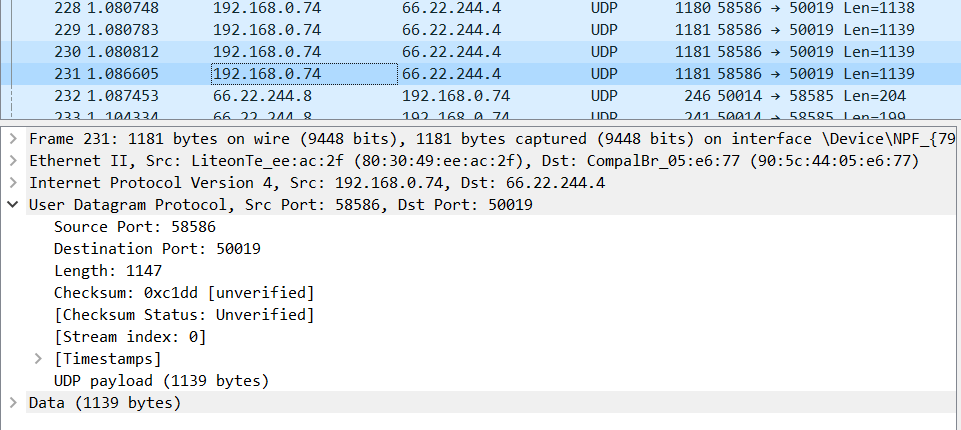 228 1.080748 192.168.0.74 66.22.244.4 UDP 1180 58586 → 50019 Len=1138
229 1.080783 192.168.0.74 66.22.244.4 UDP 1181 58586 → 50019 Len=1139
230 1.080812 192.168.0.74 66.22.244.4 UDP 1181 58586 → 50019 Len=1139
231 1.086605 192.168.0.74 66.22.244.4 UDP 1181 58586 → 50019 Len=1139
232 1.087453 66.22.244.8 192.168.0.74 UDP 246 50014 → 58585 Len=204
233 1.104334 66.22.244.8 192.168.0.74 UDP 241 50014 → 58585 Len=199
Frame 231: 1181 bytes on wire (9448 bits), 1181 bytes captured (9448 bits) on interface \Device\NPF_{79
Ethernet II, Src: LiteonTe_ee:ac:2f (80:30:49:ee:ac:2f), Dst: CompalBr_05:e6:77 (90:5c:44:05:e6:77)
Internet Protocol Version 4, Src: 192.168.0.74, Dst: 66.22.244.4
User Datagram Protocol, Src Port: 58586, Dst Port: 50019
Source Port: 58586
Destination Port: 50019
Length: 1147
Checksum: 0xc1dd [unverified]
[Checksum Status: Unverified]
[Stream index: 0]
[Timestamps]
UDP payload (1139 bytes)
Data (1139 bytes)